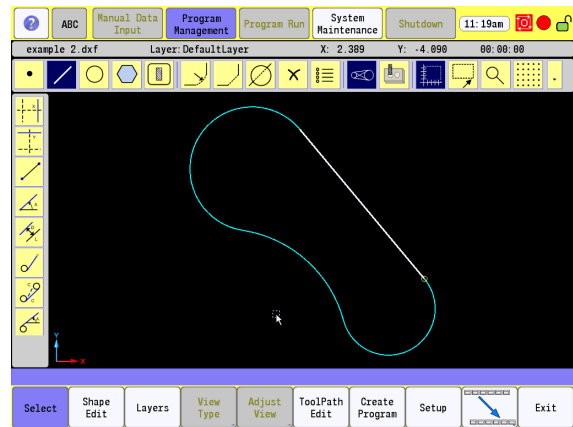 ?
ABC
Manual Data Input
Program Management
Program Run
System Maintenance
Shutdown
11:19am
example 2.dxf Layer:DefaultLayer X: 2.389 Y: -4.090 00:00:00
Y
X
Select
Shape Edit
Layers
View Type
Adjust View
ToolPath Edit
Create Program
Setup
Exit